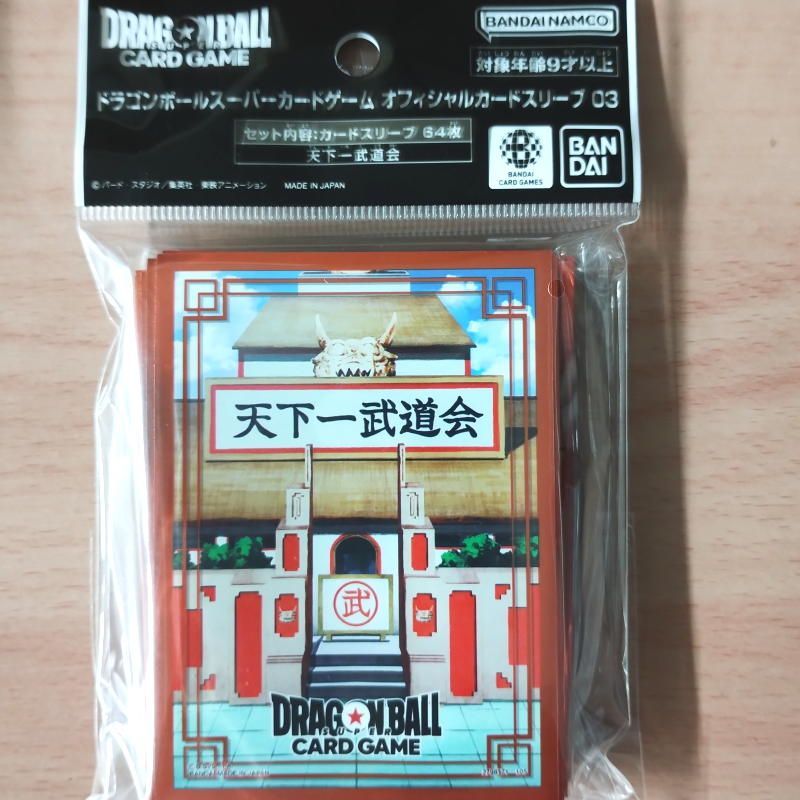 DRAGON BALL
SUPER
CARD GAME
BANDAI NAMCO
対象年齢9才以上
ドラゴンボールスーパーカードゲーム オフィシャルカードスリーブ 03
セット内容:カードスリーブ 64枚
天下一武道会
BANDAI
CARD GAMES
BAN
DAI
©バード・スタジオ/集英社・東映アニメーション MADE IN JAPAN
天下一武道会
武
DRAGON BALL
SUPER
CARD GAME
MADE IN JAPAN